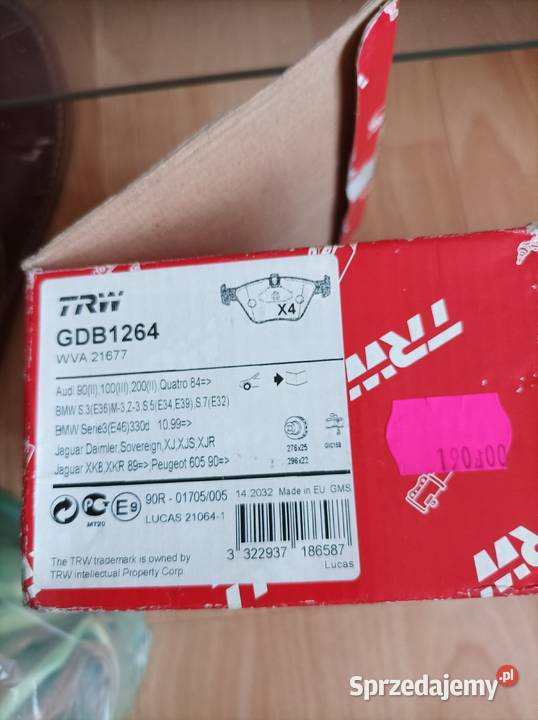 TRW
GDB1264
WVA 21677
X4
Audi 90(II),100(III),200(II), Quatro 84=>
BMW S.3(E36)M-3,Z-3,S.5(E34,E39),S.7(E32)
BMW Serie3(E46)330d 10.99=>
Jaguar Daimler,Sovereign,XJ,XJS,XJR
Jaguar XK8,XKR 89=> Peugeot 605 90=>
276x25
296x22
GIC158
MT20
E9
90R - 01705/005
LUCAS 21064-1
14.2032 Made in EU GMS
3 322937 186587
Lucas
The TRW trademark is owned by
TRW Intellectual Property Corp.
TRW
TRW
Sprzedajemy.pl